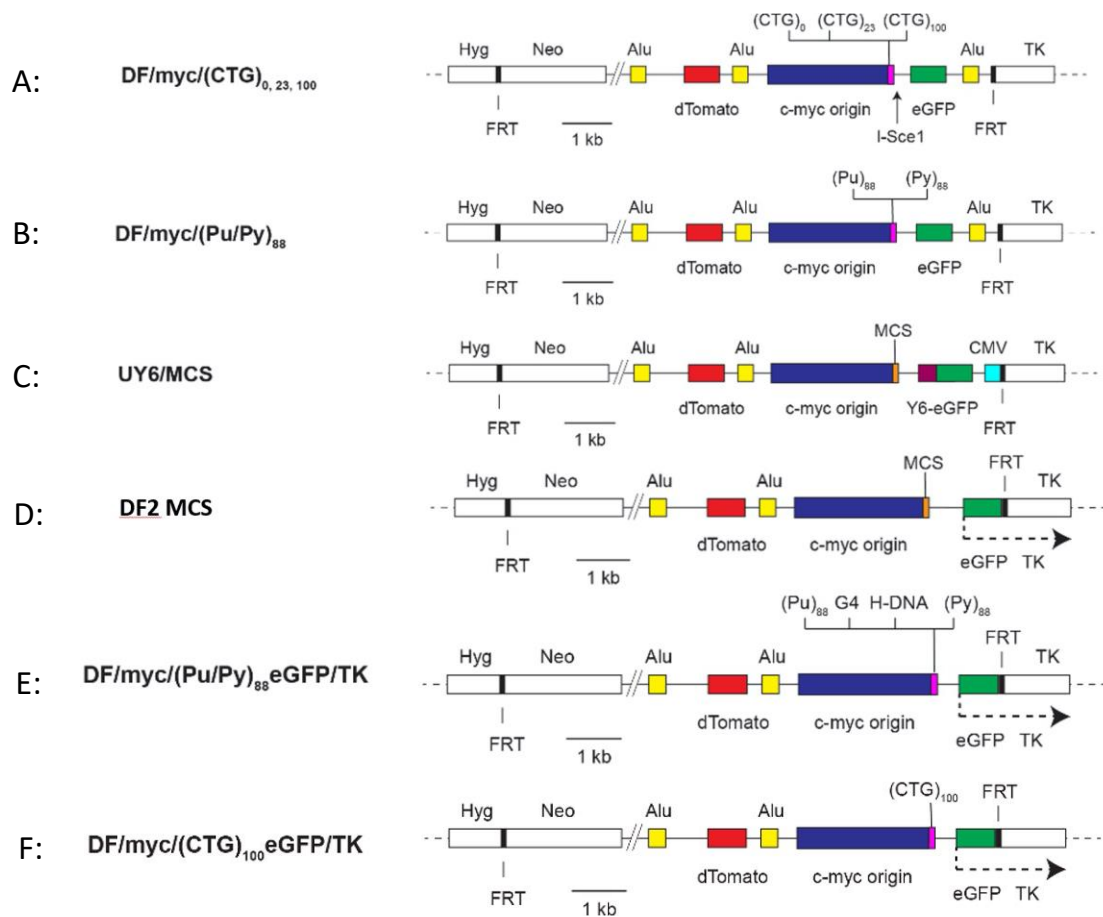 (CTG)0 (CTG)23 (CTG)100
Hyg Neo Alu Alu Alu TK
A: DF/myc/(CTG)0, 23, 100
dTomato c-myc origin eGFP
FRT 1 kb I-Sce1 FRT
(Pu)88 (Py)88
Hyg Neo Alu Alu Alu TK
B: DF/myc/(Pu/Py)88
dTomato c-myc origin eGFP
FRT 1 kb FRT
MCS
Hyg Neo Alu Alu CMV TK
C: UY6/MCS
dTomato c-myc origin Y6-eGFP
FRT 1 kb FRT
MCS FRT
Hyg Neo Alu Alu TK
D: DF2 MCS
dTomato c-myc origin eGFP TK
FRT 1 kb
(Pu)88 G4 H-DNA (Py)88
FRT
Hyg Neo Alu Alu TK
E: DF/myc/(Pu/Py)88eGFP/TK
dTomato c-myc origin eGFP TK
FRT 1 kb
(CTG)100 FRT
Hyg Neo Alu Alu TK
F: DF/myc/(CTG)100eGFP/TK
dTomato c-myc origin eGFP TK
FRT 1 kb